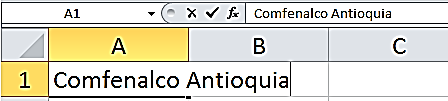 A1 fx Comfenalco Antioquia
A B C
1 Comfenalco Antioquia